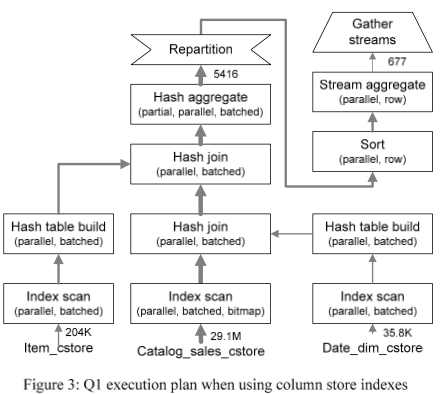 Gather
streams
Repartition
677
5416
Stream aggregate
(parallel, row)
Hash aggregate
(partial, parallel, batched)
Sort
(parallel, row)
Hash join
(parallel, batched)
Hash table build
(parallel, batched)
Hash join
(parallel, batched)
Hash table build
(parallel, batched)
Index scan
(parallel, batched)
Index scan
(parallel, batched, bitmap)
Index scan
(parallel, batched)
204K
29.1M
35.8K
Item_cstore
Catalog_sales_cstore
Date_dim_cstore
Figure 3: Q1 execution plan when using column store indexes